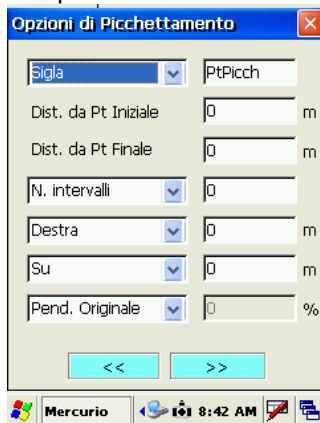 Opzioni di Picchettamento
Sigla PtPicch
Dist. da Pt Iniziale 0 m
Dist. da Pt Finale 0 m
N. intervalli 0
Destra 0 m
Su 0 m
Pend. Originale 0 %
<< >>
Mercurio 8:42 AM